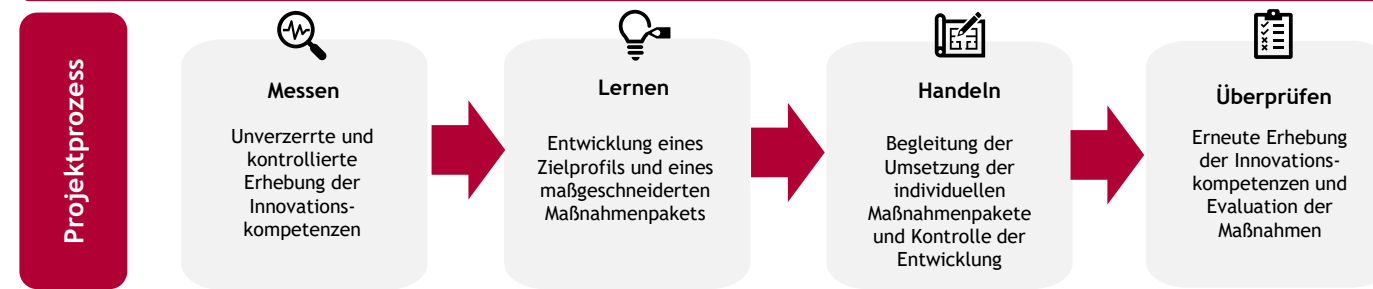 Projektprozess
Messen
Unverzerrte und
kontrollierte
Erhebung der
Innovations-
kompetenzen
Lernen
Entwicklung eines
Zielprofils und eines
maßgeschneiderten
Maßnahmenpakets
Handeln
Begleitung der
Umsetzung der
individuellen
Maßnahmenpakete
und Kontrolle der
Entwicklung
Überprüfen
Erneute Erhebung
der Innovations-
kompetenzen und
Evaluation der
Maßnahmen